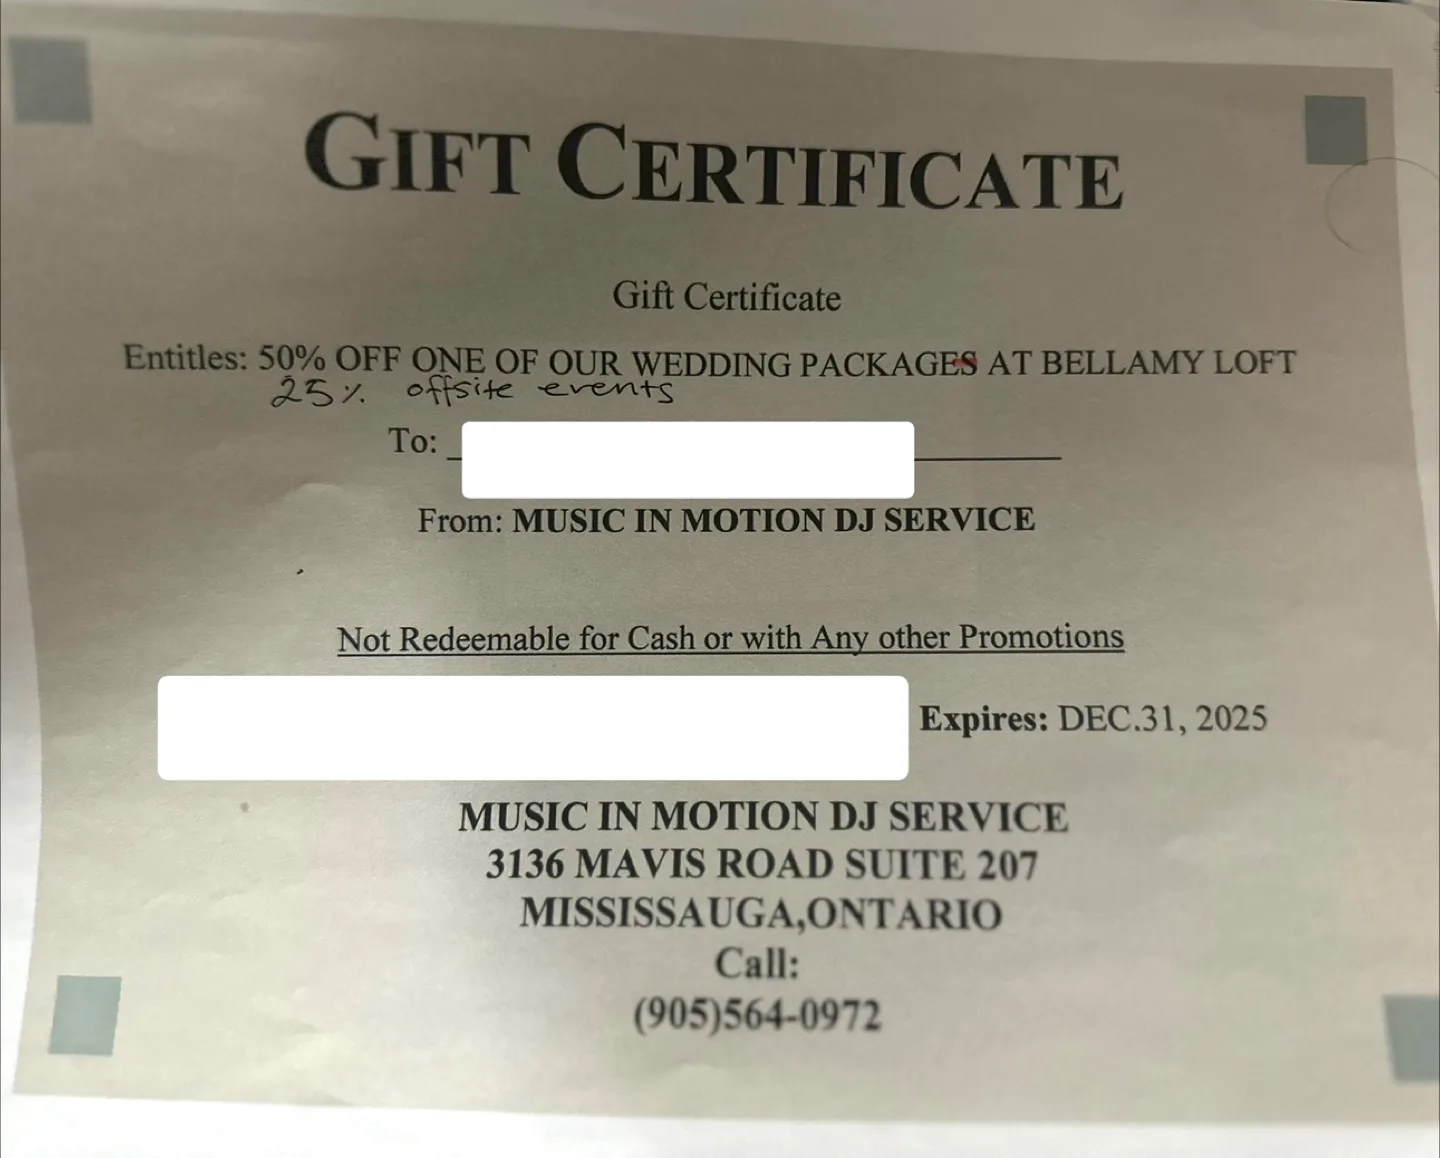 GIFT CERTIFICATE
Gift Certificate
Entitles: 50% OFF ONE OF OUR WEDDING PACKAGES AT BELLAMY LOFT
25% offsite events
To:
From: MUSIC IN MOTION DJ SERVICE
Not Redeemable for Cash or with Any other Promotions
Expires: DEC.31, 2025
MUSIC IN MOTION DJ SERVICE
3136 MAVIS ROAD SUITE 207
MISSISSAUGA,ONTARIO
Call:
(905)564-0972